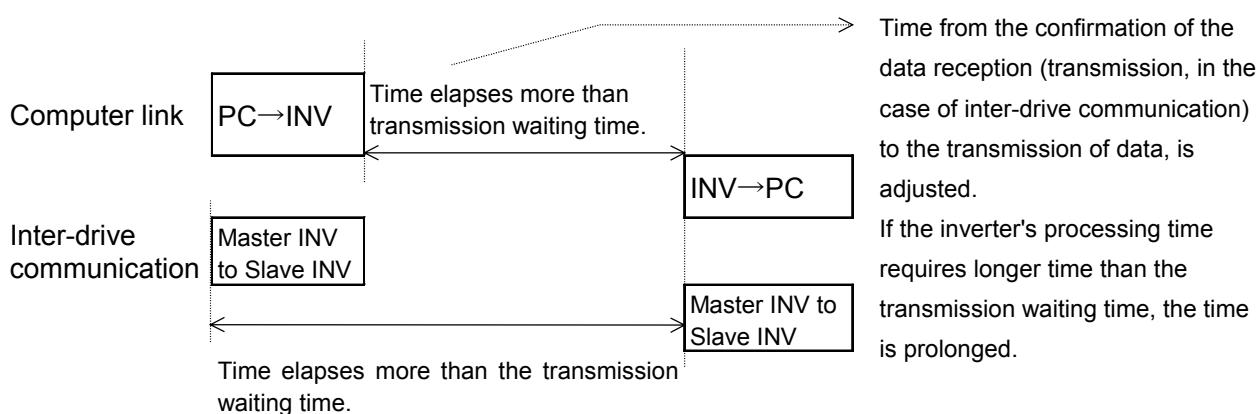 Computer link
PC→INV
Time elapses more than
transmission waiting time.
INV→PC
Inter-drive
communication
Master INV
to Slave INV
Master INV to
Slave INV
Time elapses more than the transmission
waiting time.
Time from the confirmation of the
data reception (transmission, in the
case of inter-drive communication)
to the transmission of data, is
adjusted.
If the inverter's processing time
requires longer time than the
transmission waiting time, the time
is prolonged.